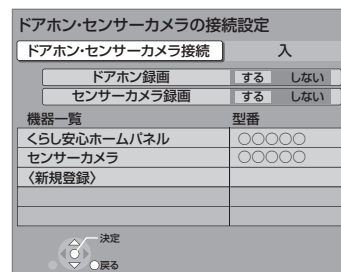 ドアホン・センサーカメラの接続設定
ドアホン・センサーカメラ接続 入
ドアホン録画 する しない
センサーカメラ録画 する しない
機器一覧 型番
くらし安心ホームパネル ○○○○○
センサーカメラ ○○○○○
〈新規登録〉
決定
戻る